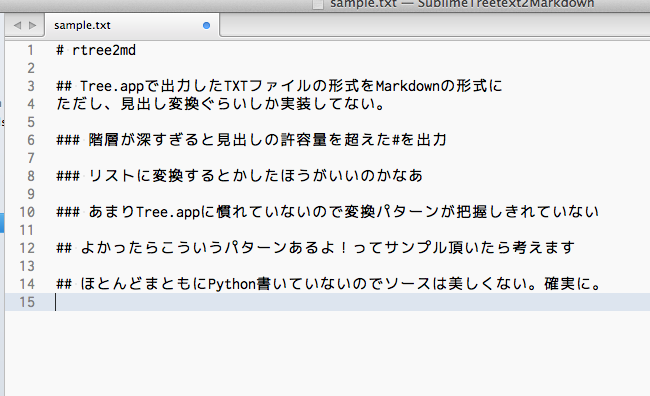 sample.txt — SublimeTreetext2Markdown
sample.txt
1 # rtree2md
2
3 ## Tree.appで出力したTXTファイルの形式をMarkdownの形式に
4 ただし、見出し変換ぐらいしか実装してない。
5
6 ### 階層が深すぎると見出しの許容量を超えた#を出力
7
8 ### リストに変換するとかしたほうがいいのかなあ
9
10 ### あまりTree.appに慣れていないので変換パターンが把握しきれていない
11
12 ## よかったらこういうパターンあるよ！ってサンプル頂いたら考えます
13
14 ## ほとんどまともにPython書いていないのでソースは美しくない。確実に。
15